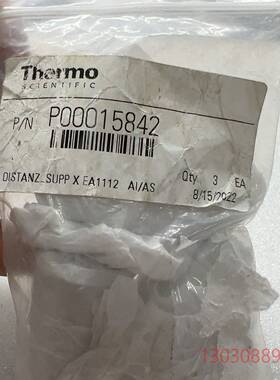 Thermo
SCIENTIFIC
P/N P00015842
DISTANZ. SUPP X EA1112 AI/AS Qty 3 EA
8/15/2022
13030889